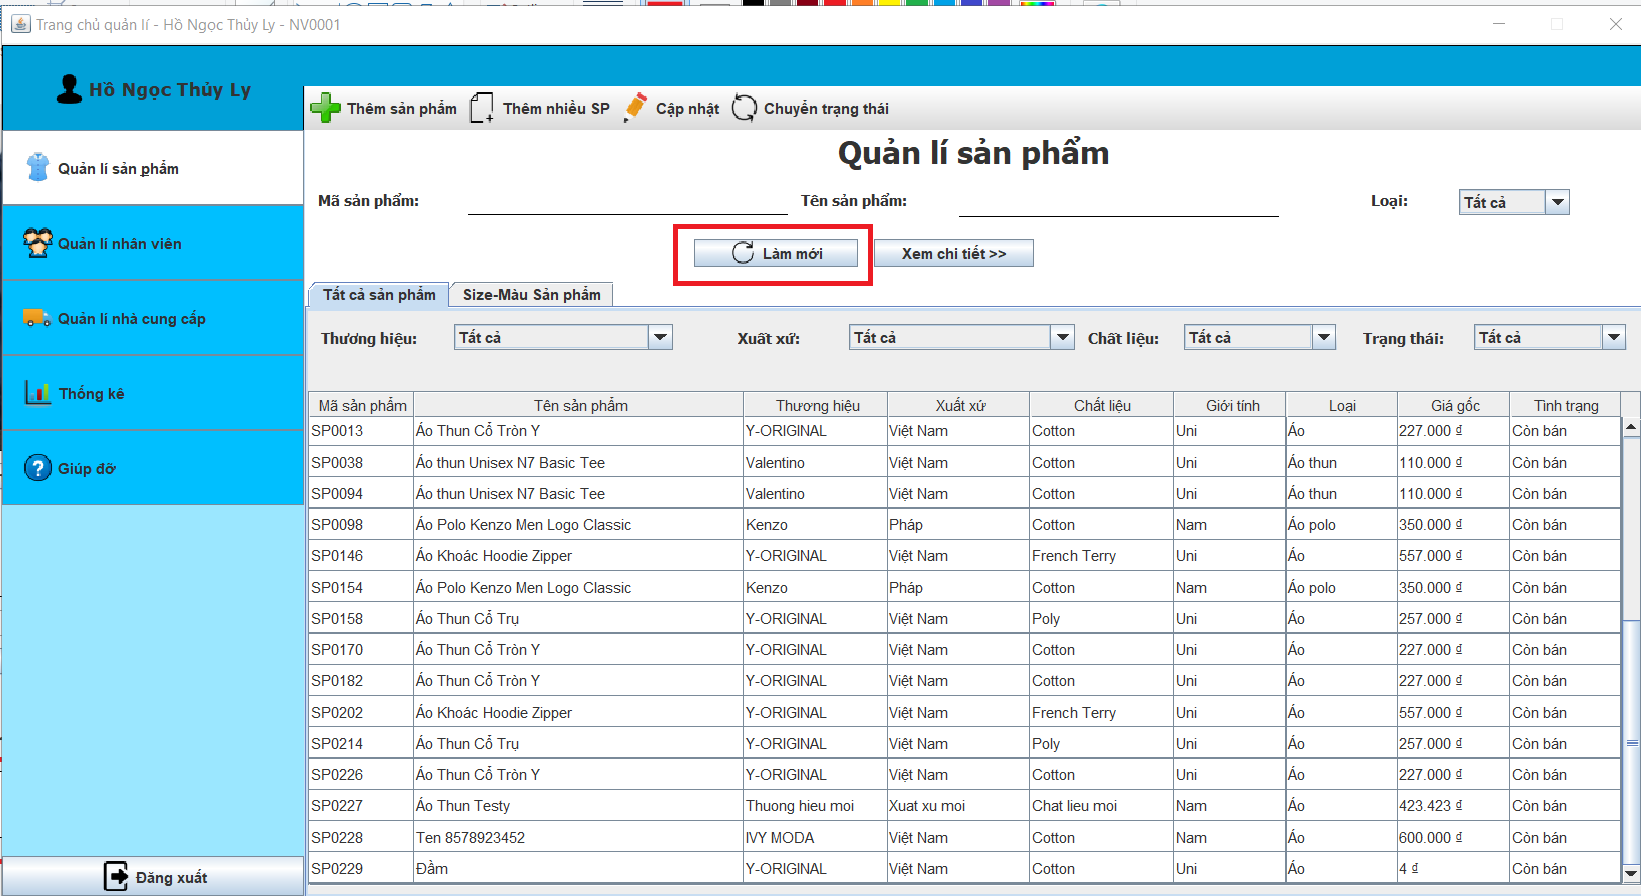 Trang chủ quản lí - Hồ Ngọc Thủy Ly - NV0001
Hồ Ngọc Thủy Ly
Thêm sản phẩm Thêm nhiều SP Cập nhật Chuyển trạng thái
Quản lí sản phẩm
Quản lí nhân viên
Quản lí nhà cung cấp
Thống kê
Giúp đỡ
Đăng xuất
Quản lí sản phẩm
Mã sản phẩm: Tên sản phẩm: Loại: Tất cả
Làm mới Xem chi tiết >>
Tất cả sản phẩm Size-Màu Sản phẩm
Thương hiệu: Tất cả Xuất xứ: Tất cả Chất liệu: Tất cả Trạng thái: Tất cả
Mã sản phẩm Tên sản phẩm Thương hiệu Xuất xứ Chất liệu Giới tính Loại Giá gốc Tình trạng
SP0013 Áo Thun Cổ Tròn Y Y-ORIGINAL Việt Nam Cotton Uni Áo 227.000 ₫ Còn bán
SP0038 Áo thun Unisex N7 Basic Tee Valentino Việt Nam Cotton Uni Áo thun 110.000 ₫ Còn bán
SP0094 Áo thun Unisex N7 Basic Tee Valentino Việt Nam Cotton Uni Áo thun 110.000 ₫ Còn bán
SP0098 Áo Polo Kenzo Men Logo Classic Kenzo Pháp Cotton Nam Áo polo 350.000 ₫ Còn bán
SP0146 Áo Khoác Hoodie Zipper Y-ORIGINAL Việt Nam French Terry Uni Áo 557.000 ₫ Còn bán
SP0154 Áo Polo Kenzo Men Logo Classic Kenzo Pháp Cotton Nam Áo polo 350.000 ₫ Còn bán
SP0158 Áo Thun Cổ Trụ Y-ORIGINAL Việt Nam Poly Uni Áo 257.000 ₫ Còn bán
SP0170 Áo Thun Cổ Tròn Y Y-ORIGINAL Việt Nam Cotton Uni Áo 227.000 ₫ Còn bán
SP0182 Áo Thun Cổ Tròn Y Y-ORIGINAL Việt Nam Cotton Uni Áo 227.000 ₫ Còn bán
SP0202 Áo Khoác Hoodie Zipper Y-ORIGINAL Việt Nam French Terry Uni Áo 557.000 ₫ Còn bán
SP0214 Áo Thun Cổ Trụ Y-ORIGINAL Việt Nam Poly Uni Áo 257.000 ₫ Còn bán
SP0226 Áo Thun Cổ Tròn Y Y-ORIGINAL Việt Nam Cotton Uni Áo 227.000 ₫ Còn bán
SP0227 Áo Thun Testy Thuong hieu moi Xuat xu moi Chat lieu moi Nam Áo 423.423 ₫ Còn bán
SP0228 Ten 8578923452 IVY MODA Việt Nam Cotton Nam Áo 600.000 ₫ Còn bán
SP0229 Đầm Y-ORIGINAL Việt Nam Cotton Uni Áo 4 ₫ Còn bán